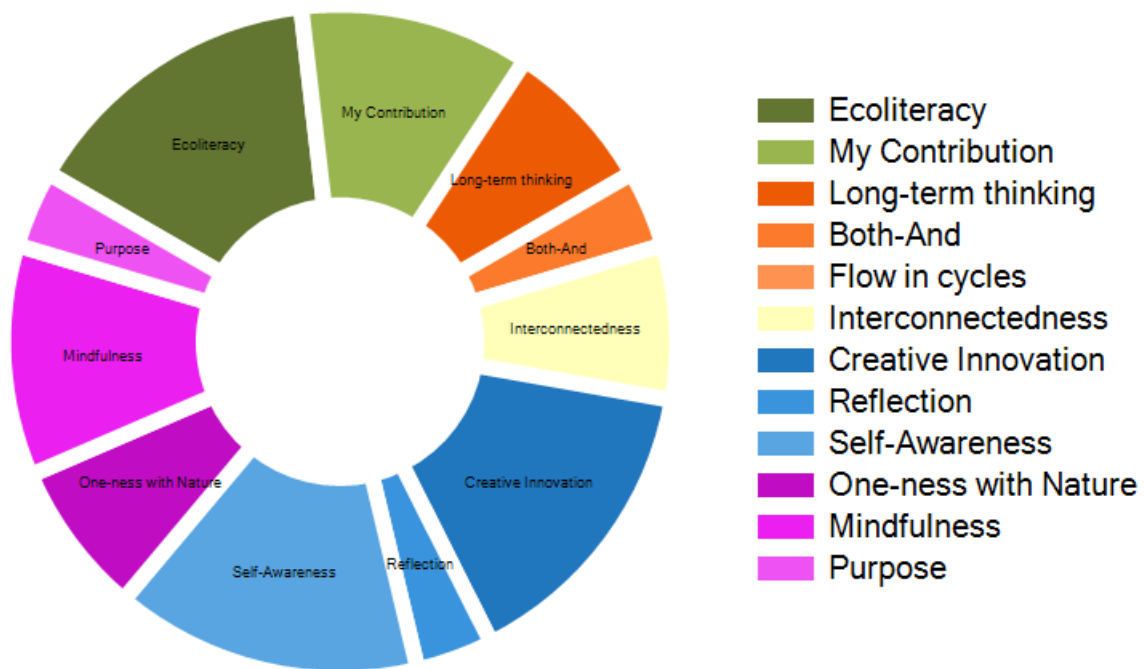 My Contribution
Ecoliteracy
Long-term thinking
Purpose
Both-And
Interconnectedness
Mindfulness
One-ness with Nature
Creative Innovation
Reflection
Self-Awareness
Ecoliteracy
My Contribution
Long-term thinking
Both-And
Flow in cycles
Interconnectedness
Creative Innovation
Reflection
Self-Awareness
One-ness with Nature
Mindfulness
Purpose